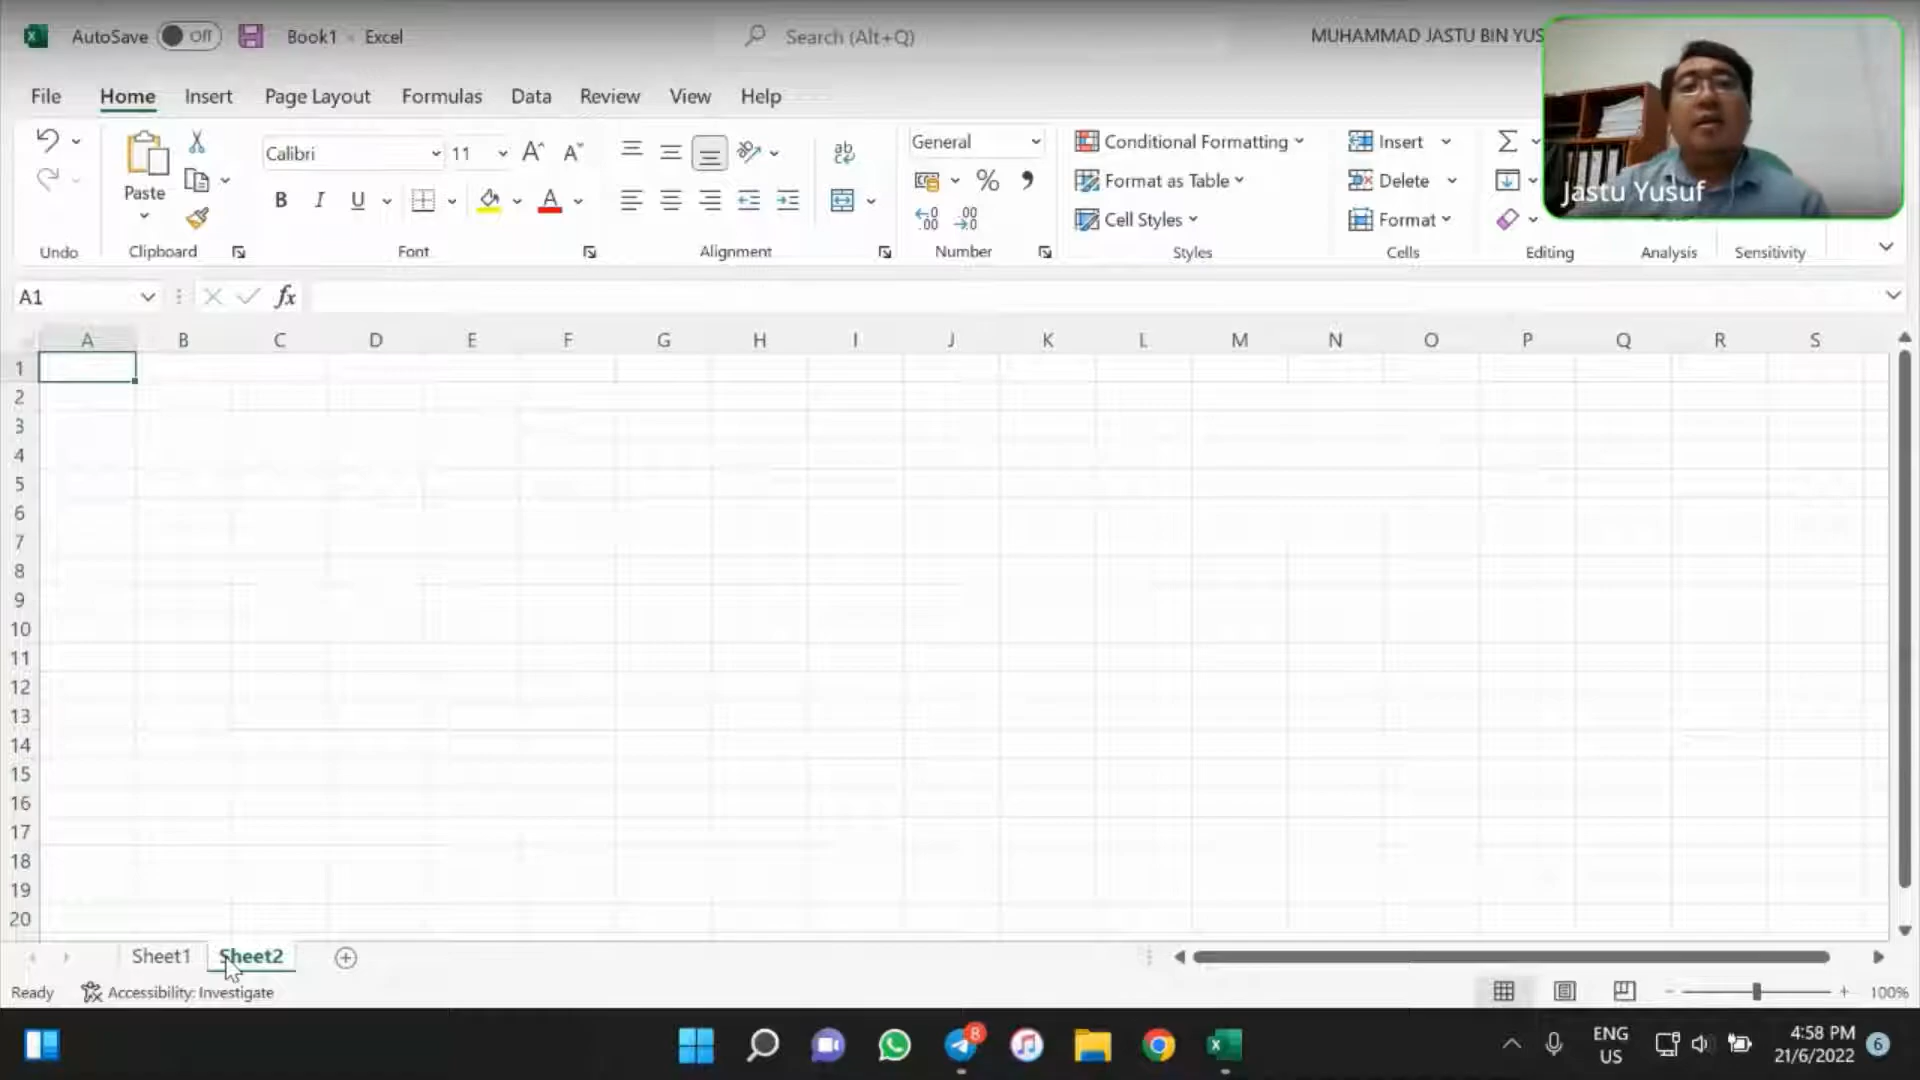 AutoSave Off Book1 - Excel Search (Alt+Q) MUHAMMAD JASTU BIN YUS
File Home Insert Page Layout Formulas Data Review View Help
Calibri 11 ab General Conditional Formatting Insert
Paste Format as Table Delete
B I U A % Cell Styles Format
Jastu Yusuf
Undo Clipboard Font Alignment Number Styles Cells Editing Analysis Sensitivity
A1 fx
A B C D E F G H I J K L M N O P Q R S
1
2
3
4
5
6
7
8
9
10
11
12
13
14
15
16
17
18
19
20
Sheet1 Sheet2
Ready Accessibility: Investigate 100%
8 ENG 4:58 PM
US 21/6/2022 6